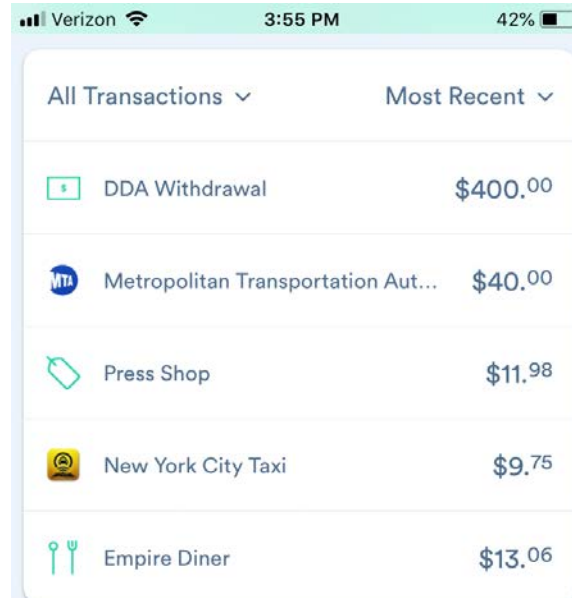 Verizon 3:55 PM 42%
All Transactions Most Recent
$ DDA Withdrawal $400.00
MTA Metropolitan Transportation Aut... $40.00
Press Shop $11.98
New York City Taxi $9.75
Empire Diner $13.06